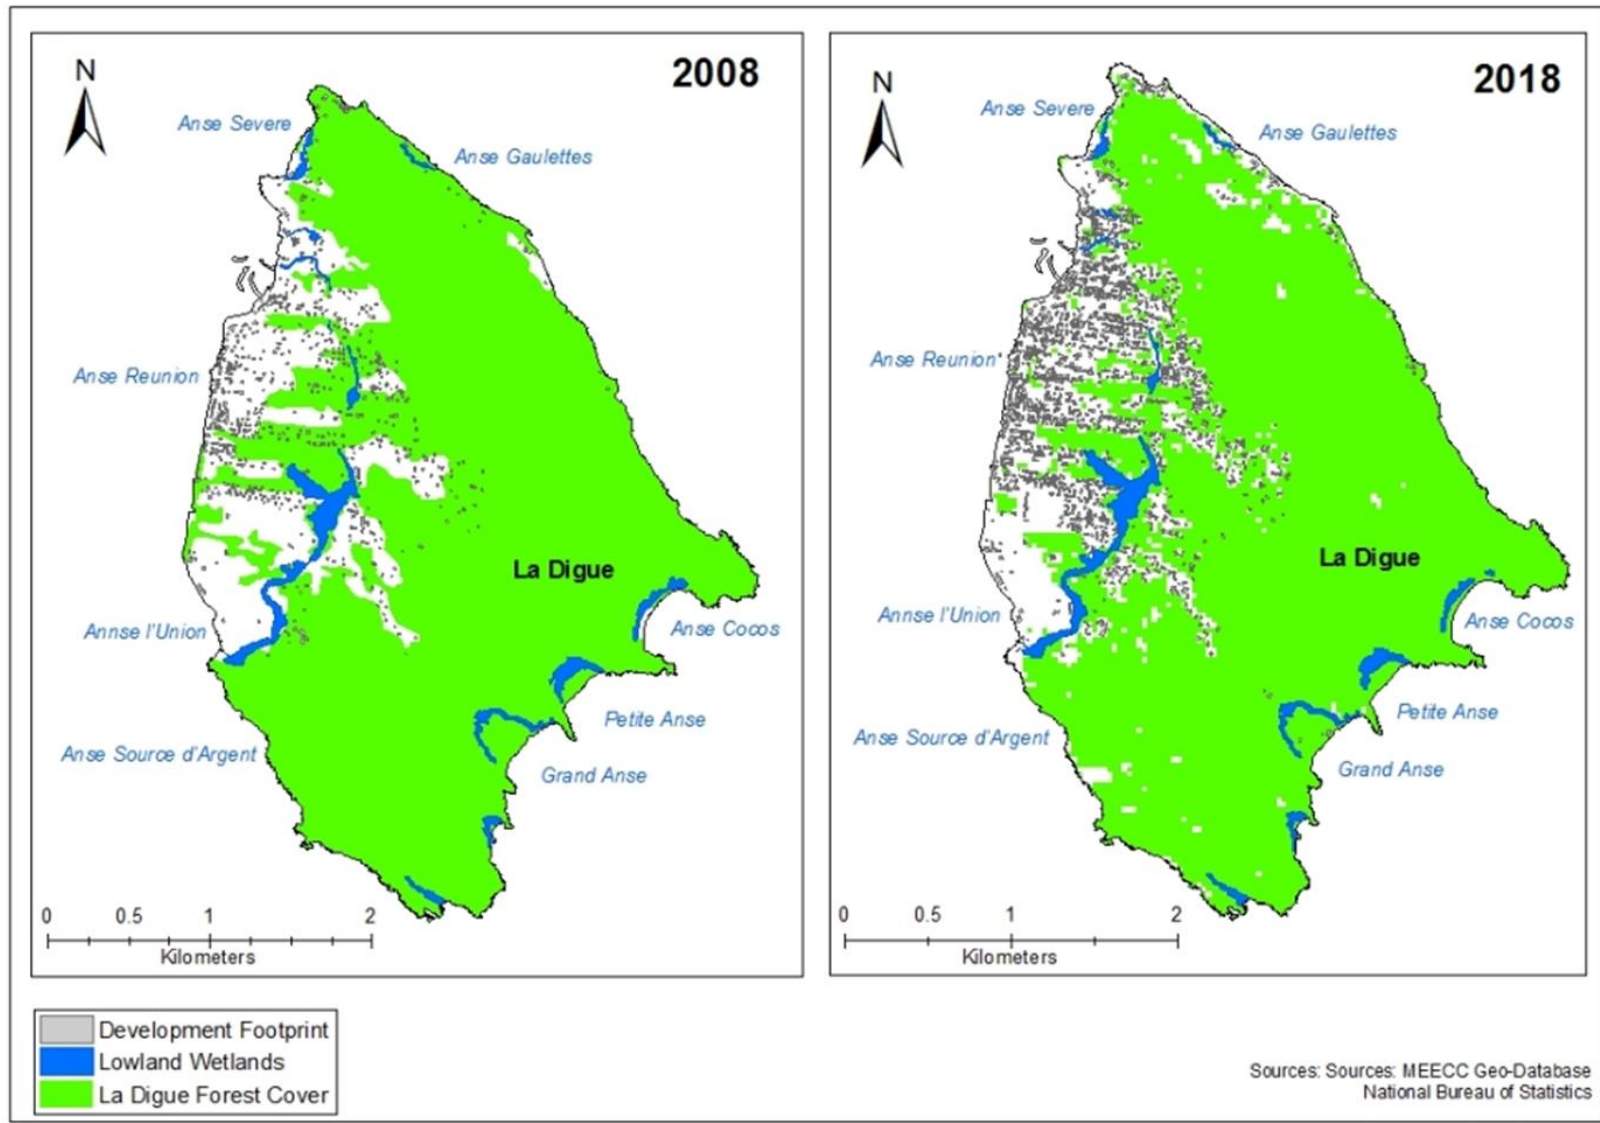 N
2008
Anse Severe
Anse Gaulettes
Anse Reunion
La Digue
Annse l'Union
Anse Cocos
Petite Anse
Anse Source d'Argent
Grand Anse
0 0.5 1 2
Kilometers
N
2018
Anse Severe
Anse Gaulettes
Anse Reunion
La Digue
Annse l'Union
Anse Cocos
Petite Anse
Anse Source d'Argent
Grand Anse
0 0.5 1 2
Kilometers
Development Footprint
Lowland Wetlands
La Digue Forest Cover
Sources: Sources: MEECC Geo-Database
National Bureau of Statistics